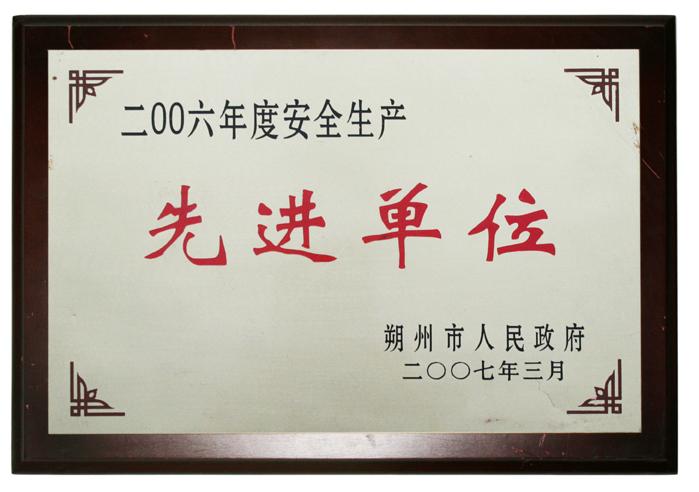 二00六年度安全生产
先进单位
朔州市人民政府
二〇〇七年三月